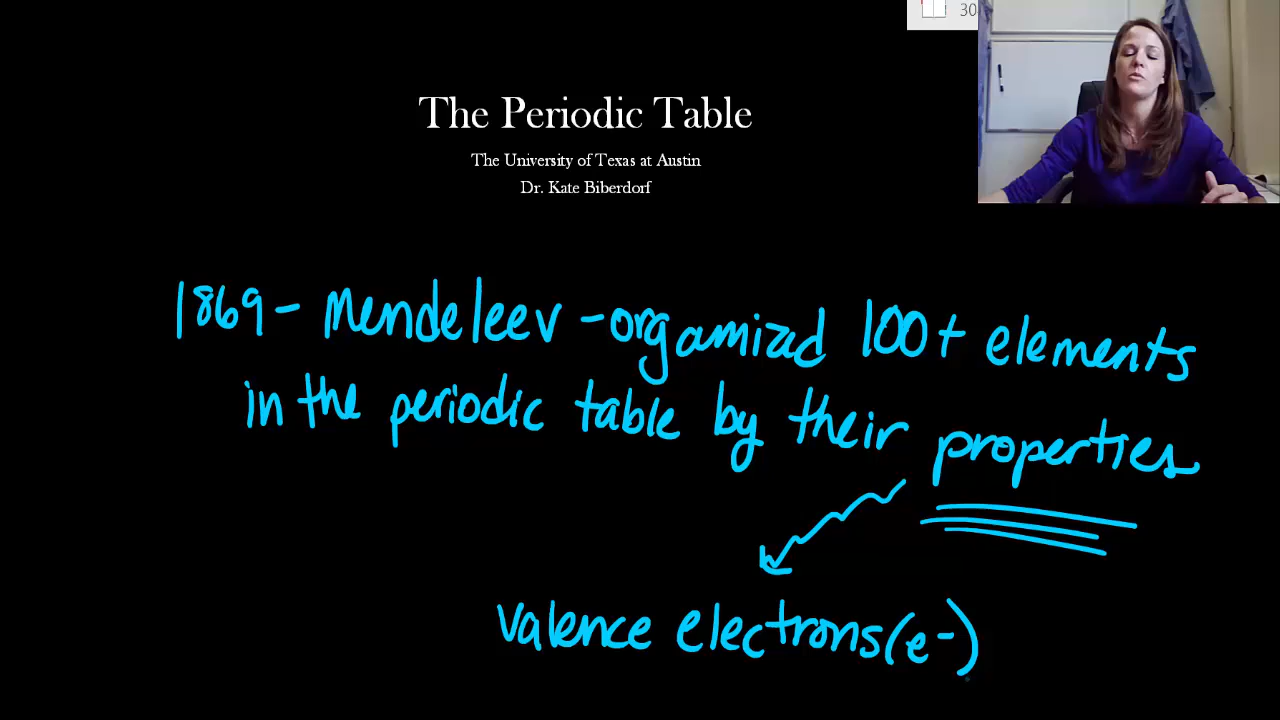 30
The Periodic Table
The University of Texas at Austin
Dr. Kate Biberdorf
1869 - Mendeleev - organized 100+ elements
in the periodic table by their properties
valence electrons (e-)